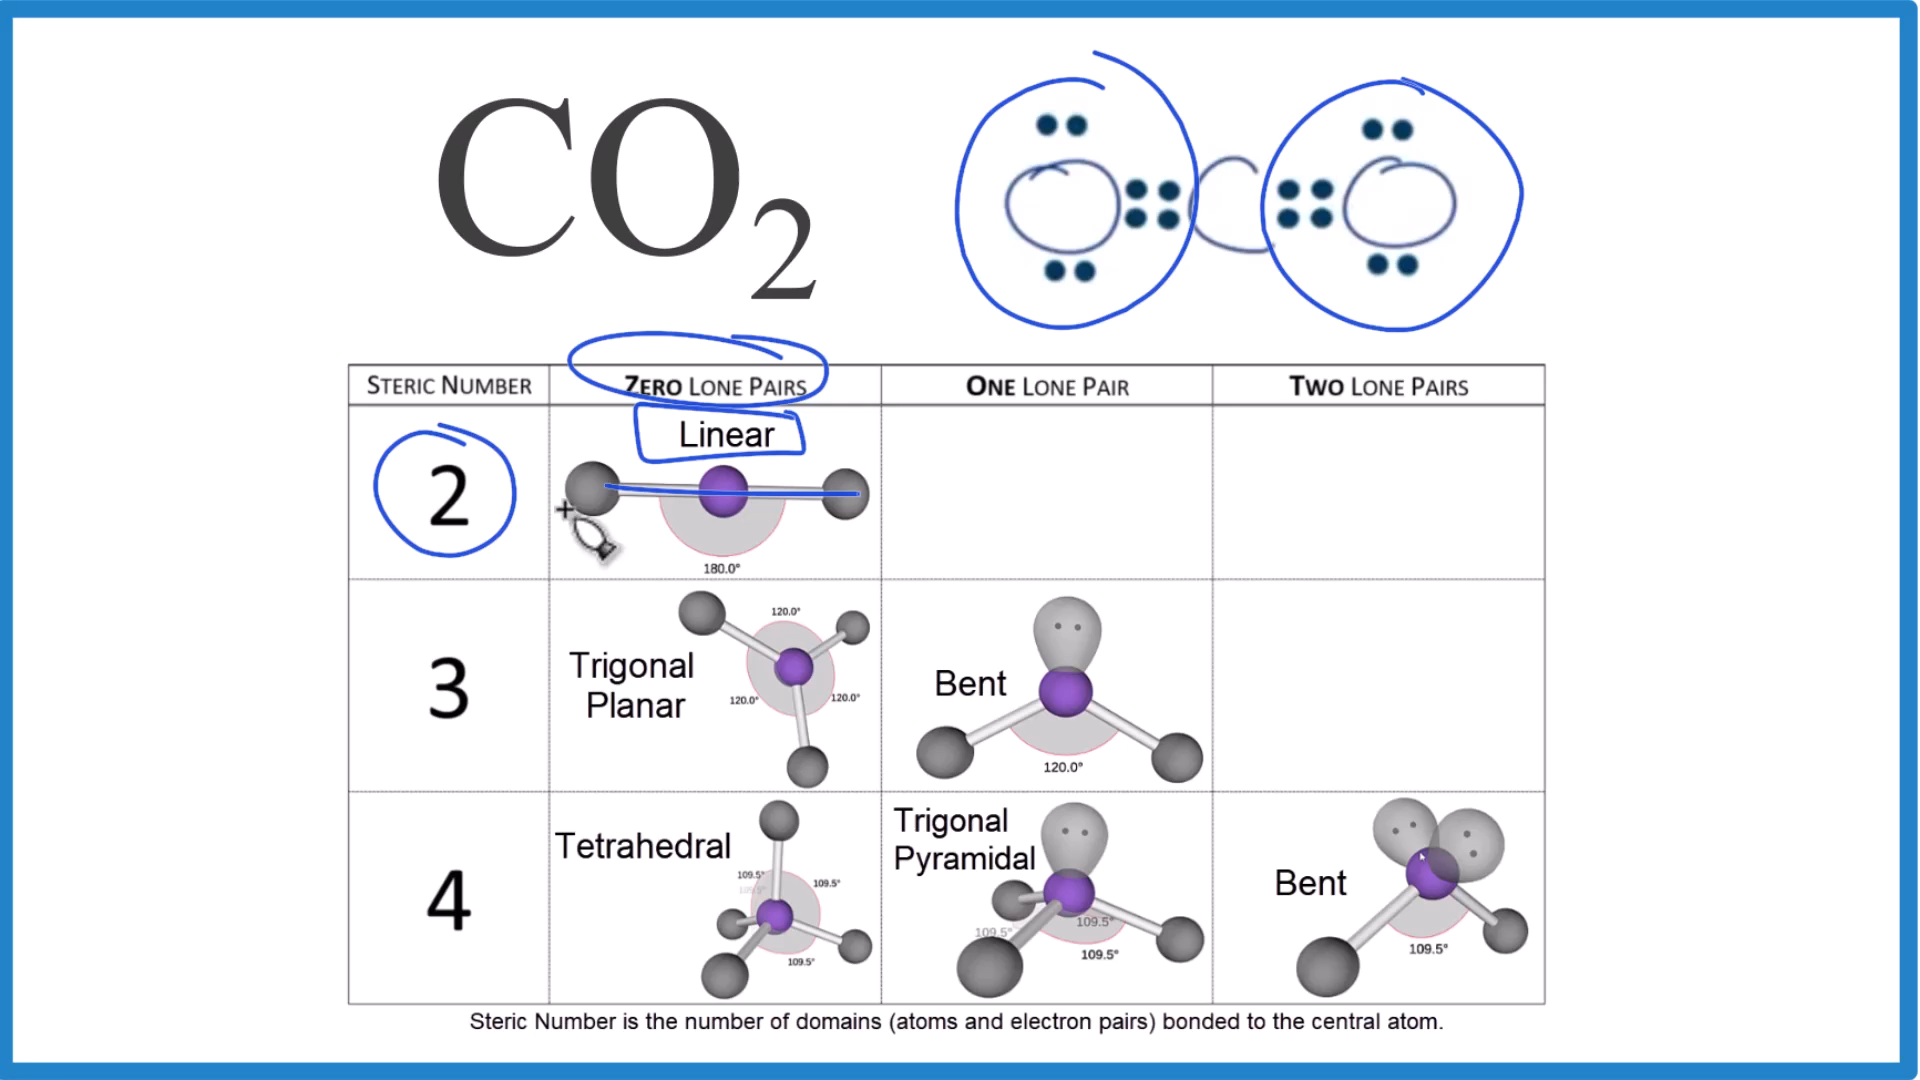 CO₂
O C O
STERIC NUMBER ZERO LONE PAIRS ONE LONE PAIR TWO LONE PAIRS
Linear
2
180.0°
120.0°
3
Trigonal
Planar
120.0° 120.0°
Bent
120.0°
4
Tetrahedral
109.5° 109.5°
109.5°
109.5°
Trigonal
Pyramidal
109.5°
109.5°
109.5°
Bent
109.5°
Steric Number is the number of domains (atoms and electron pairs) bonded to the central atom.